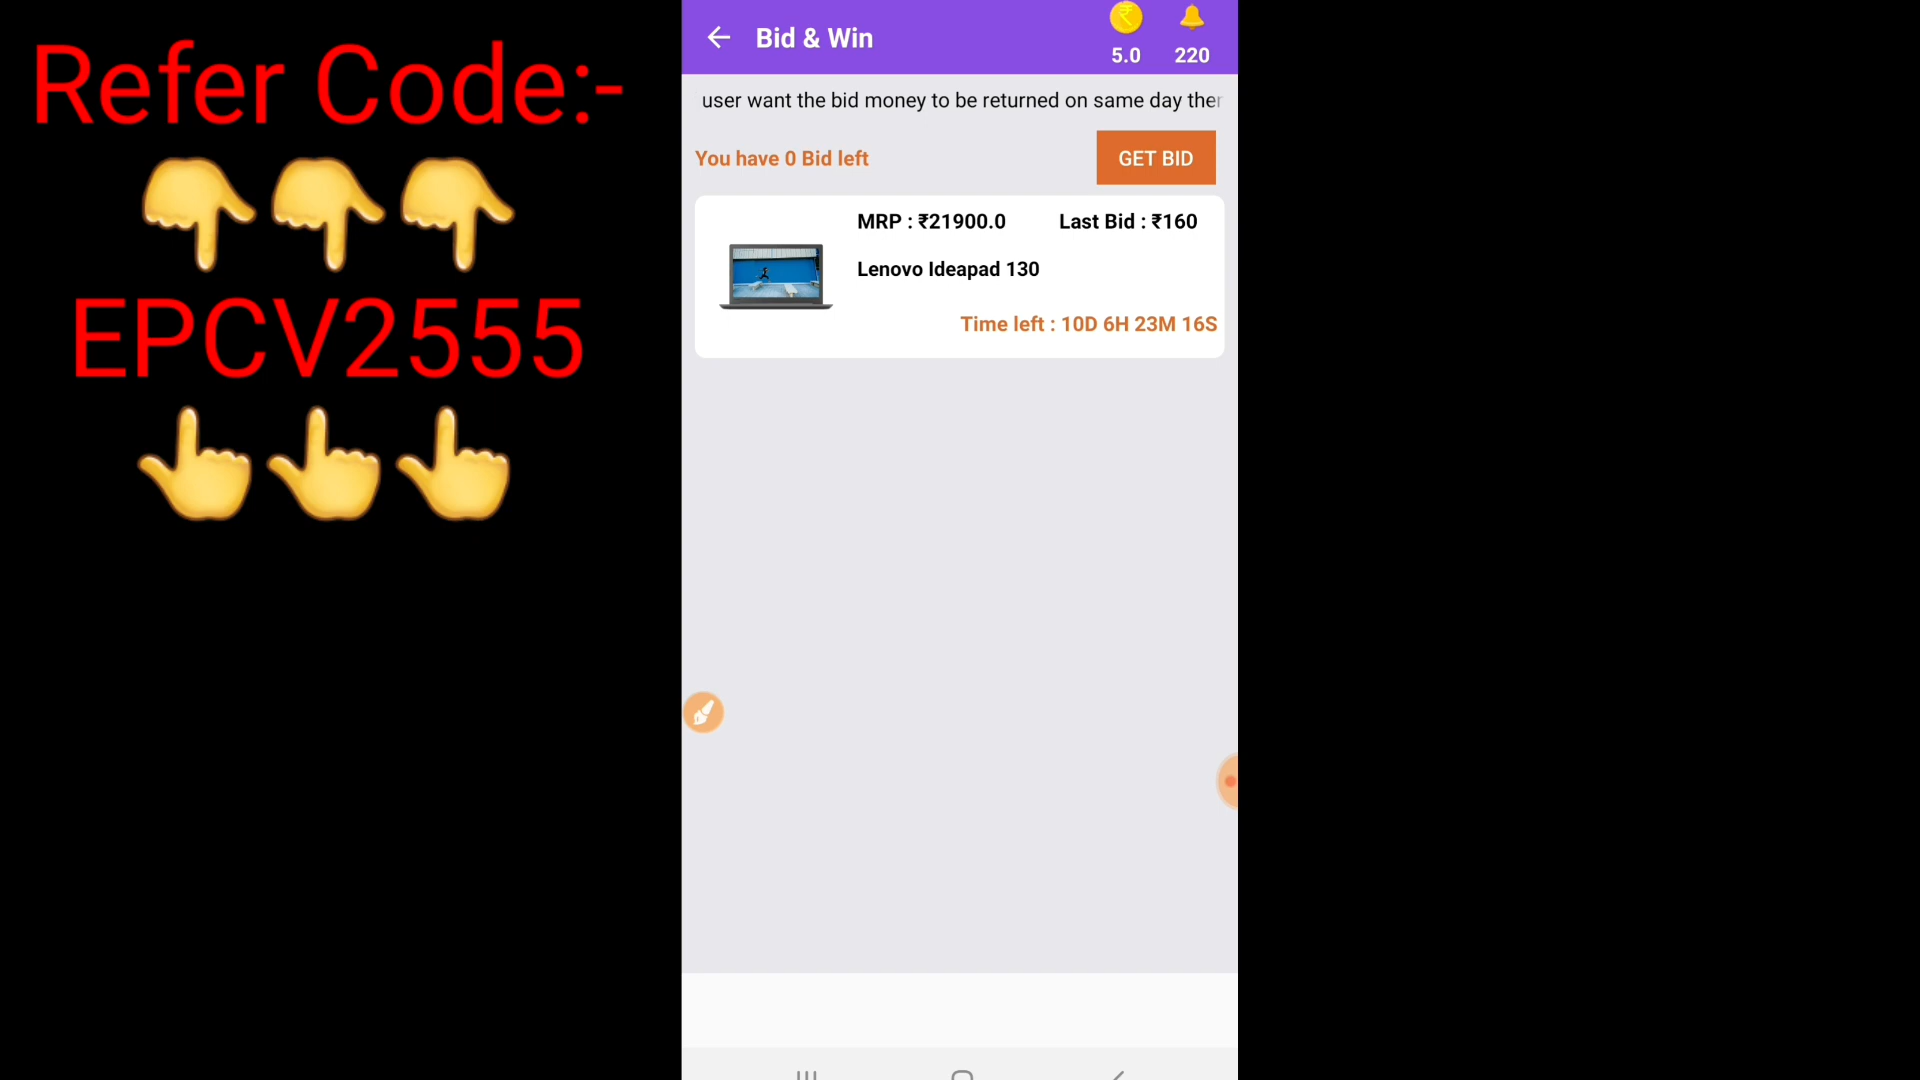 Refer Code:-
EPCV2555
Bid & Win
5.0
220
user want the bid money to be returned on same day then
You have 0 Bid left
GET BID
MRP : ₹21900.0
Last Bid : ₹160
Lenovo Ideapad 130
Time left : 10D 6H 23M 16S